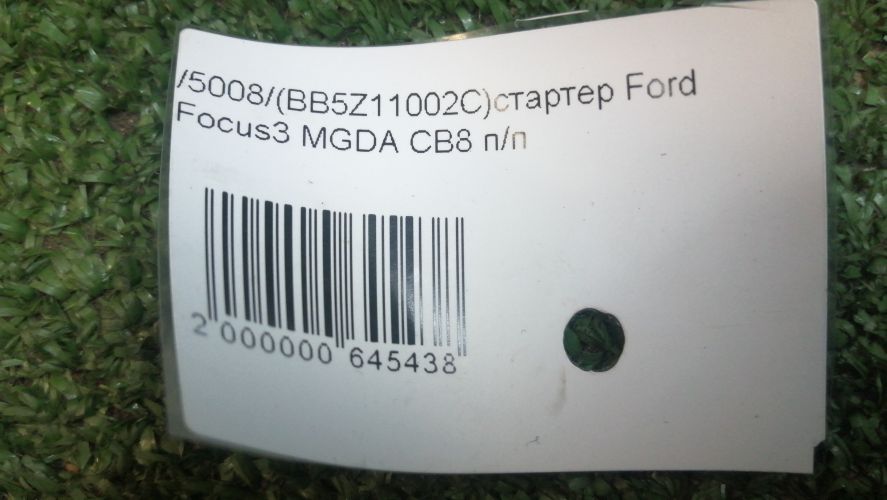 /5008/(BB5Z11002C)стартер Ford
Focus3 MGDA CB8 п/п
2 000000 645438